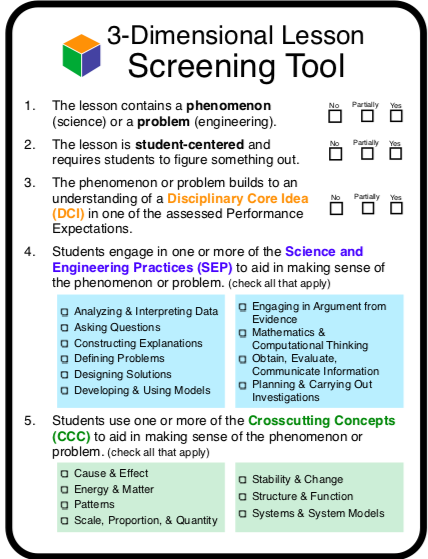 3-Dimensional Lesson
Screening Tool
1. The lesson contains a phenomenon
(science) or a problem (engineering).
No Partially Yes
2. The lesson is student-centered and
requires students to figure something out.
No Partially Yes
3. The phenomenon or problem builds to an
understanding of a Disciplinary Core Idea
(DCI) in one of the assessed Performance
Expectations.
No Partially Yes
4. Students engage in one or more of the Science and
Engineering Practices (SEP) to aid in making sense of
the phenomenon or problem. (check all that apply)
Analyzing & Interpreting Data
Asking Questions
Constructing Explanations
Defining Problems
Designing Solutions
Developing & Using Models
Engaging in Argument from
Evidence
Mathematics &
Computational Thinking
Obtain, Evaluate,
Communicate Information
Planning & Carrying Out
Investigations
5. Students use one or more of the Crosscutting Concepts
(CCC) to aid in making sense of the phenomenon or
problem. (check all that apply)
Cause & Effect
Energy & Matter
Patterns
Scale, Proportion, & Quantity
Stability & Change
Structure & Function
Systems & System Models